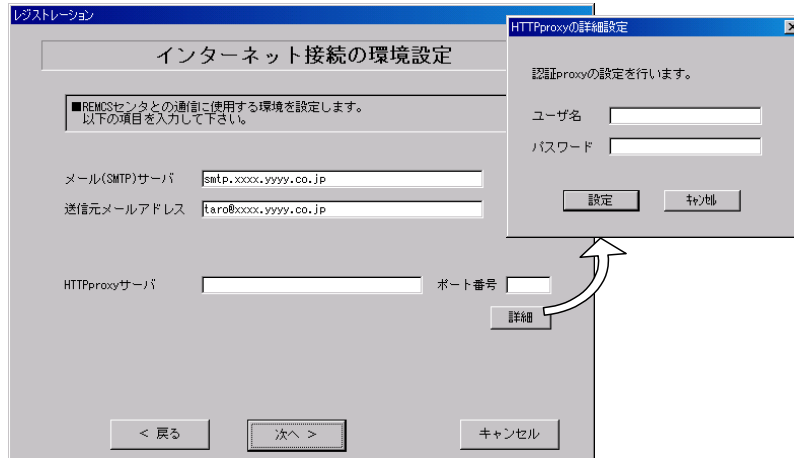 レジストレーション
インターネット接続の環境設定
■REMCSセンタとの通信に使用する環境を設定します。
以下の項目を入力して下さい。
メール(SMTP)サーバ smtp.xxxx.yyyy.co.jp
送信元メールアドレス taro@xxxx.yyyy.co.jp
HTTPproxyサーバ ポート番号
詳細
< 戻る 次へ > キャンセル
HTTPproxyの詳細設定
認証proxyの設定を行います。
ユーザ名
パスワード
設定 ｷｬﾝｾﾙ